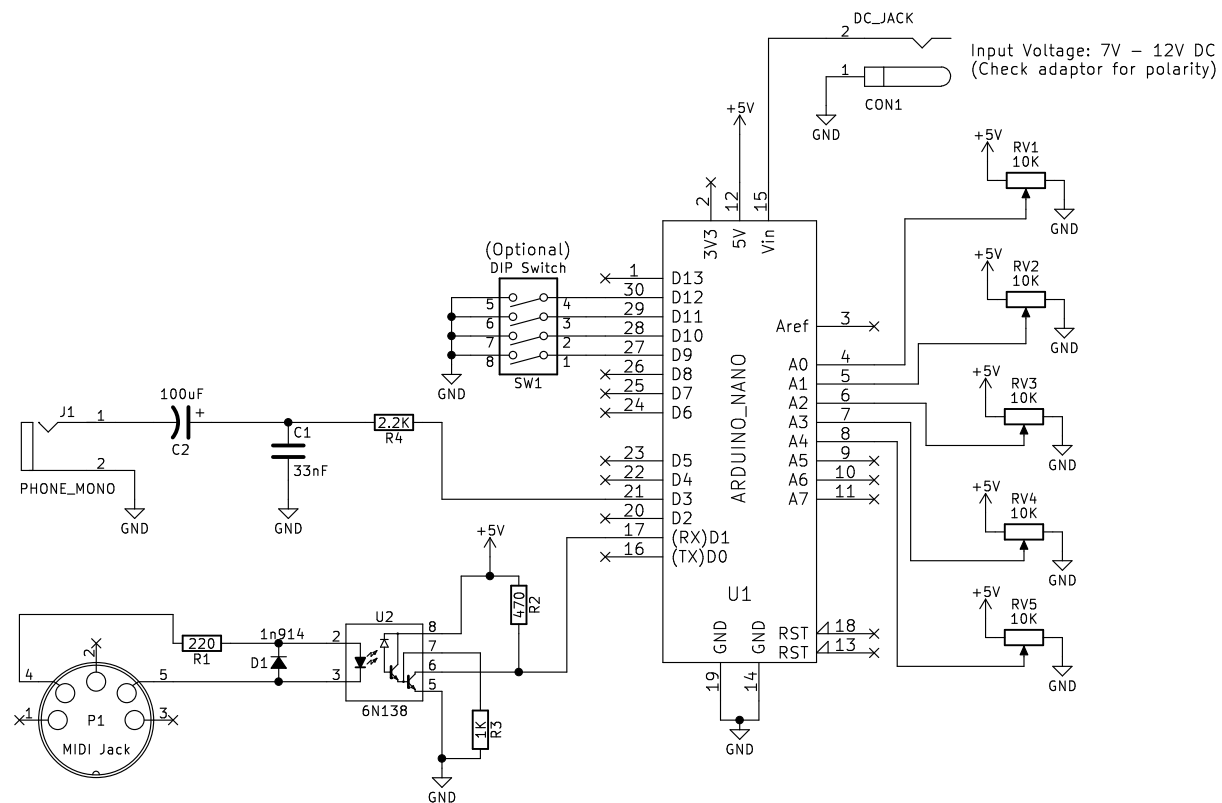 DC_JACK
2
Input Voltage: 7V – 12V DC
(Check adaptor for polarity)
1
CON1
GND
+5V
2
12
15
3V3
5V
Vin
+5V
RV1
10K
GND
+5V
RV2
10K
GND
+5V
RV3
10K
GND
+5V
RV4
10K
GND
+5V
RV5
10K
GND
(Optional)
DIP Switch
5
6
7
8
4
3
2
1
SW1
GND
1 D13
30 D12
29 D11
28 D10
27 D9
26 D8
25 D7
24 D6
23 D5
22 D4
21 D3
20 D2
17 (RX)D1
16 (TX)D0
ARDUINO_NANO
U1
Aref 3
A0 4
A1 5
A2 6
A3 7
A4 8
A5 9
A6 10
A7 11
RST 18
RST 13
GND
GND
19
14
GND
J1
1
2
PHONE_MONO
GND
100uF
+
C2
C1
33nF
GND
2.2K
R4
+5V
470
R2
U2
8
7
6
5
2
3
6N138
1K
R3
GND
220
R1
1n914
D1
4
2
5
1
3
P1
MIDI Jack